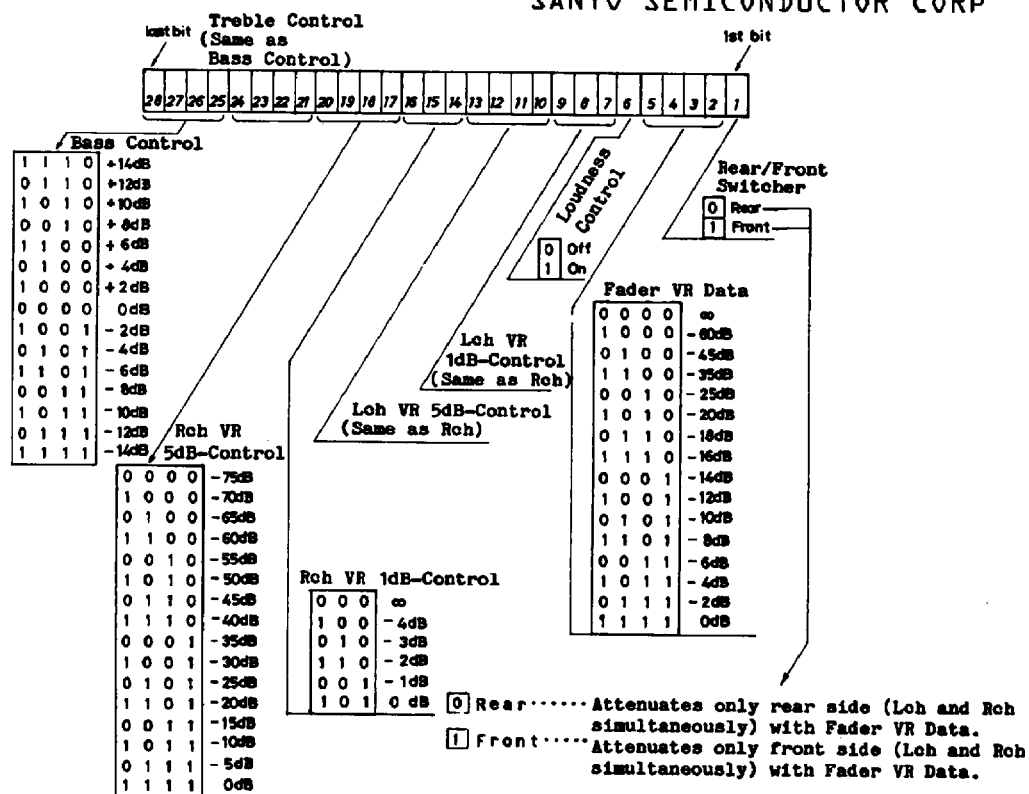 SANYO SEMICONDUCTOR CORP
last bit
Treble Control
(Same as
Bass Control)
1st bit
28 27 26 25 24 23 22 21 20 19 18 17 16 15 14 13 12 11 10 9 8 7 6 5 4 3 2 1
Bass Control
1 1 1 0 +14dB
0 1 1 0 +12dB
1 0 1 0 +10dB
0 0 1 0 + 8dB
1 1 0 0 + 6dB
0 1 0 0 + 4dB
1 0 0 0 + 2dB
0 0 0 0 0dB
1 0 0 1 - 2dB
0 1 0 1 - 4dB
1 1 0 1 - 6dB
0 0 1 1 - 8dB
1 0 1 1 - 10dB
0 1 1 1 - 12dB
1 1 1 1 - 14dB
Rch VR
5dB-Control
0 0 0 0 - 75dB
1 0 0 0 - 70dB
0 1 0 0 - 65dB
1 1 0 0 - 60dB
0 0 1 0 - 55dB
1 0 1 0 - 50dB
0 1 1 0 - 45dB
1 1 1 0 - 40dB
0 0 0 1 - 35dB
1 0 0 1 - 30dB
0 1 0 1 - 25dB
1 1 0 1 - 20dB
0 0 1 1 - 15dB
1 0 1 1 - 10dB
0 1 1 1 - 5dB
1 1 1 1 0dB
Rch VR 1dB-Control
0 0 0 ∞
1 0 0 - 4dB
0 1 0 - 3dB
1 1 0 - 2dB
0 0 1 - 1dB
1 0 1 0 dB
Lch VR 5dB-Control
(Same as Rch)
Lch VR
1dB-Control
(Same as Rch)
Loudness
Control
0 Off
1 On
Fader VR Data
0 0 0 0 ∞
1 0 0 0 - 60dB
0 1 0 0 - 45dB
1 1 0 0 - 35dB
0 0 1 0 - 25dB
1 0 1 0 - 20dB
0 1 1 0 - 18dB
1 1 1 0 - 16dB
0 0 0 1 - 14dB
1 0 0 1 - 12dB
0 1 0 1 - 10dB
1 1 0 1 - 8dB
0 0 1 1 - 6dB
1 0 1 1 - 4dB
0 1 1 1 - 2dB
1 1 1 1 0dB
Rear/Front
Switcher
0 Rear
1 Front
0 Rear······ Attenuates only rear side (Lch and Rch
simultaneously) with Fader VR Data.
1 Front····· Attenuates only front side (Lch and Rch
simultaneously) with Fader VR Data.